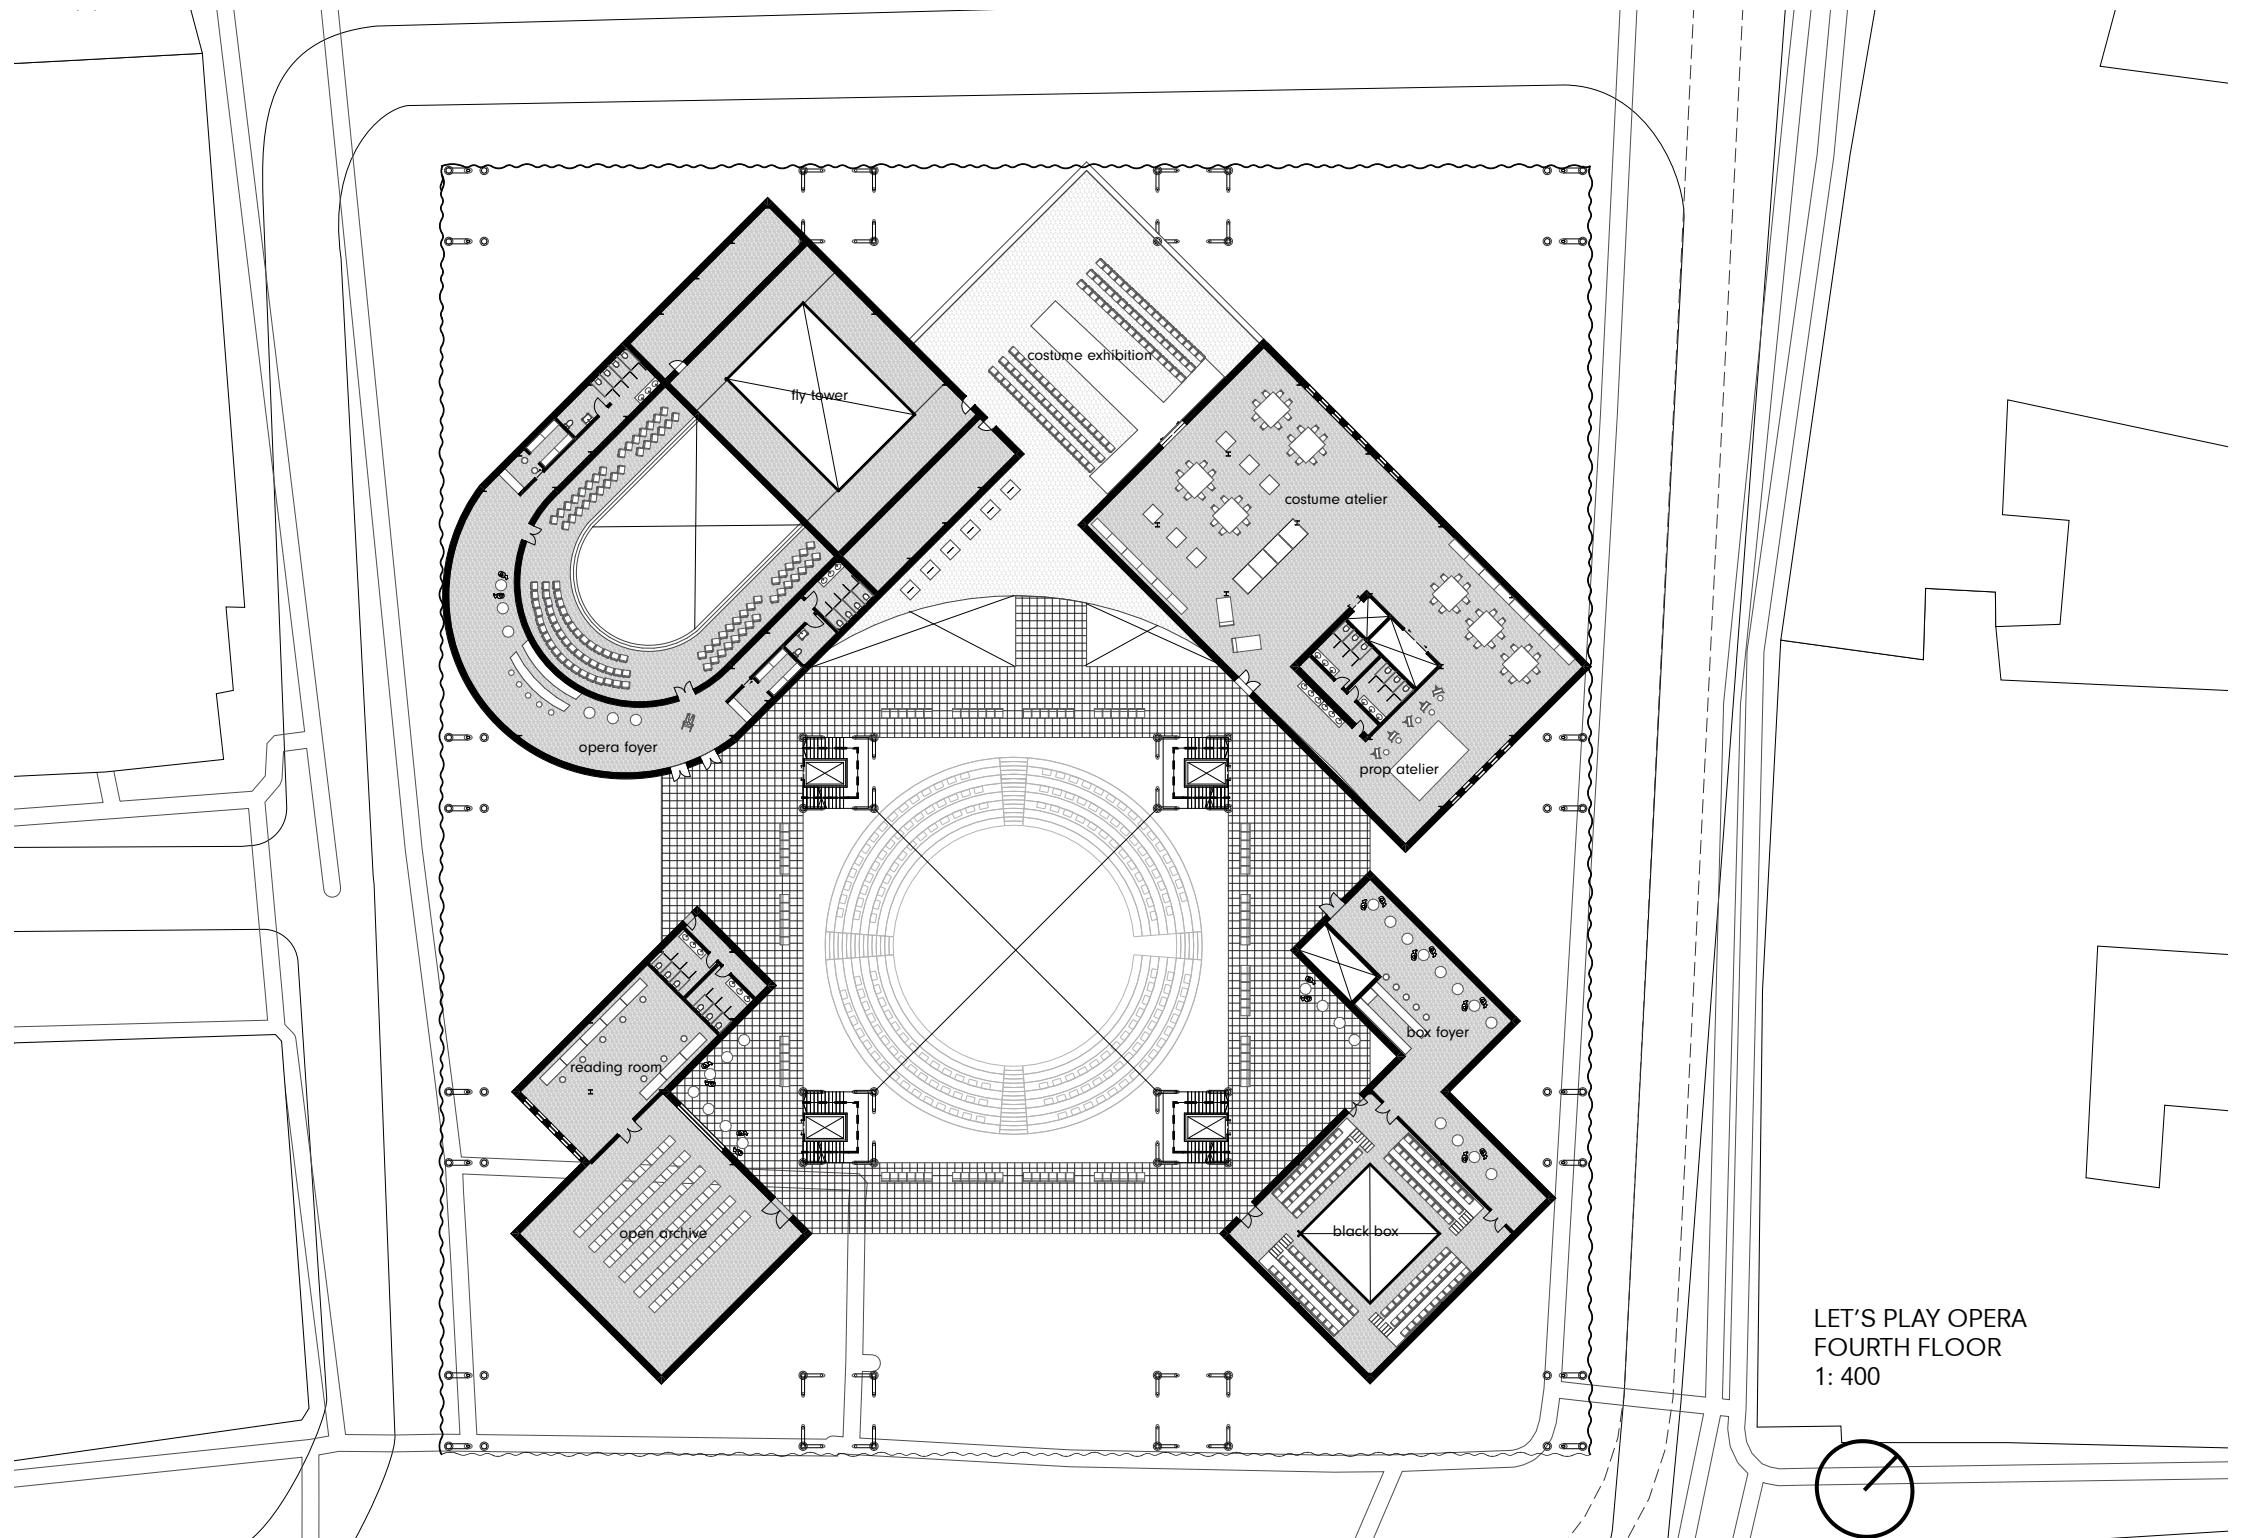 costume exhibition
fly tower
costume atelier
opera foyer
prop atelier
box foyer
reading room
open archive
black box
LET'S PLAY OPERA
FOURTH FLOOR
1: 400